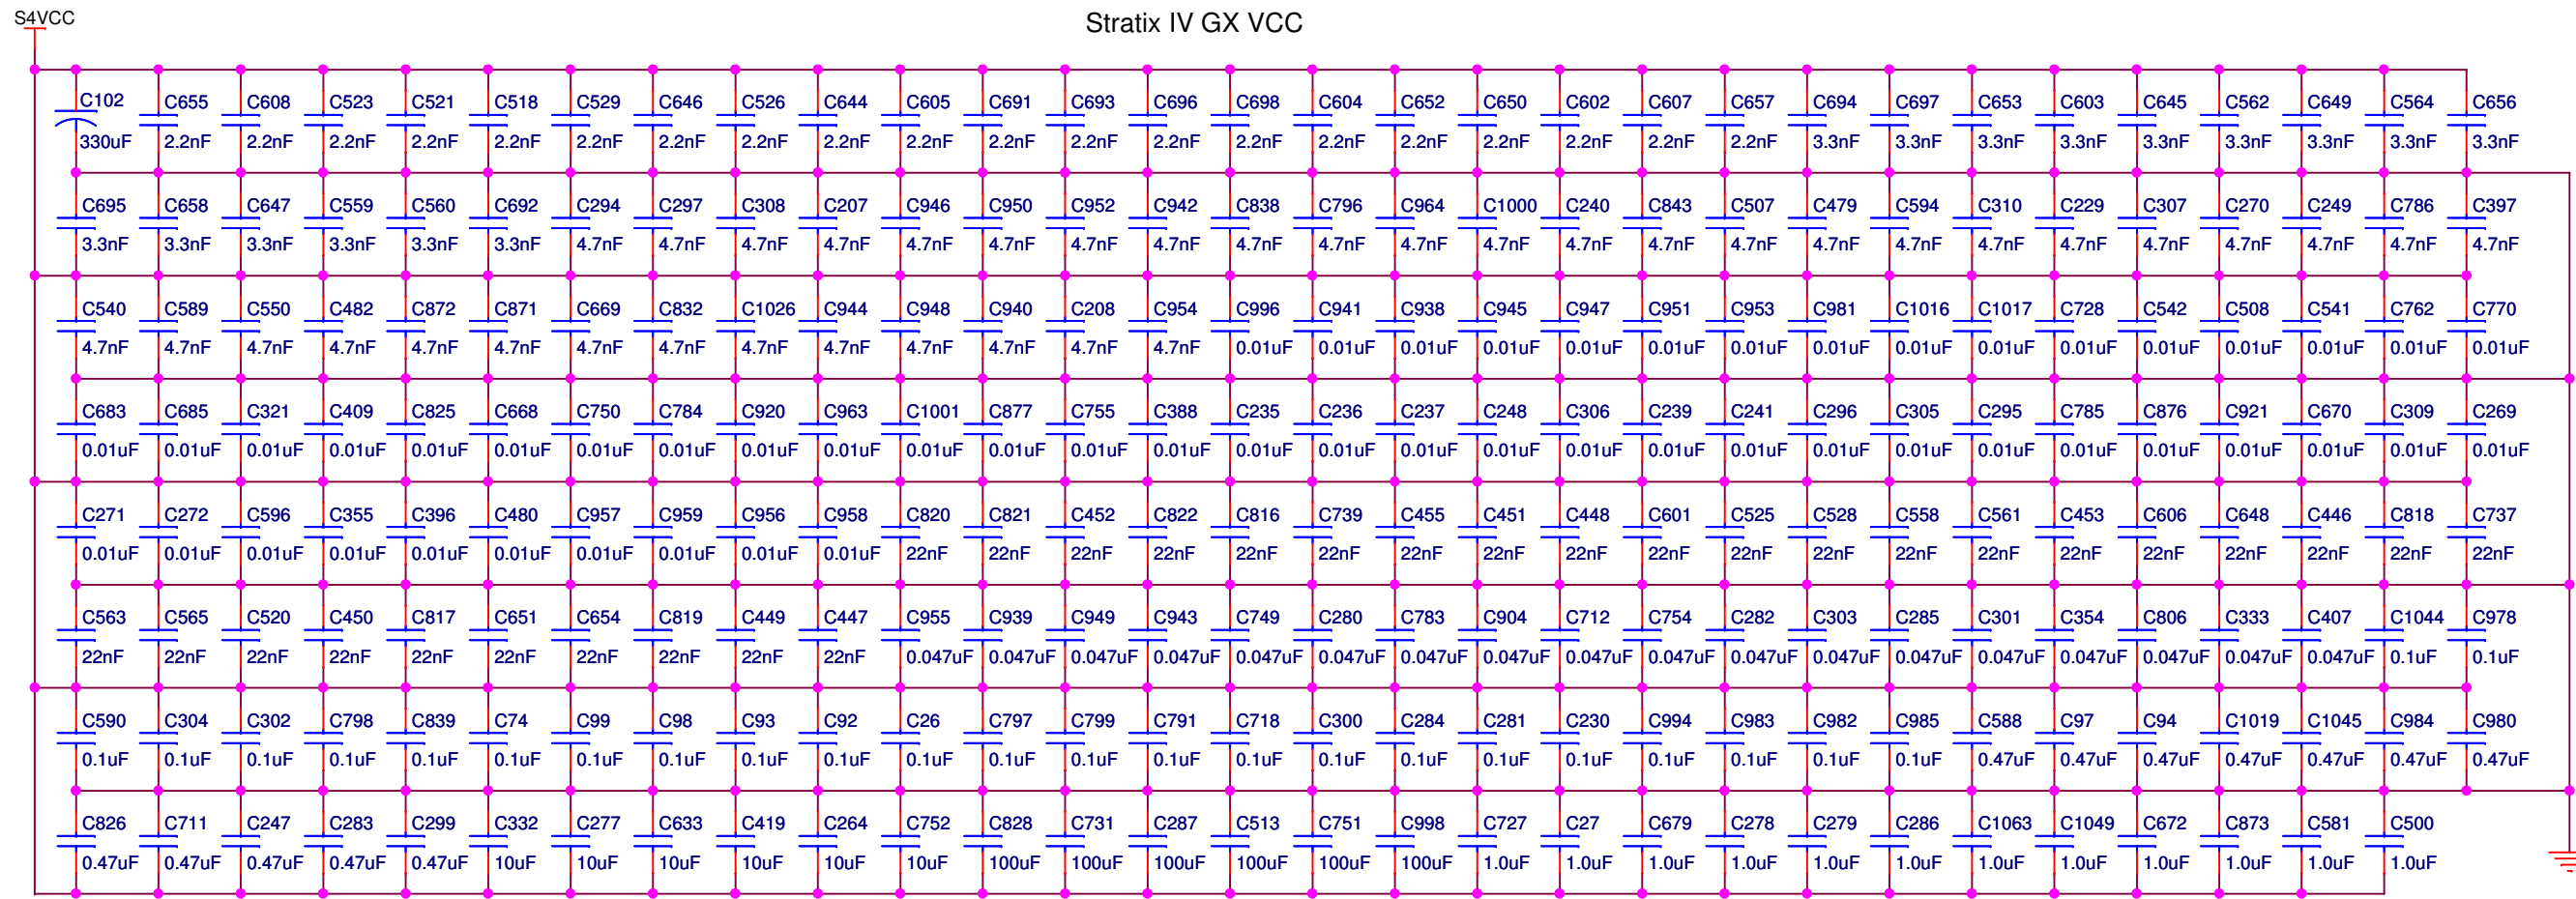 S4VCC
Stratix IV GX VCC
C102 C655 C608 C523 C521 C518 C529 C646 C526 C644 C605 C691 C693 C696 C698 C604 C652 C650 C602 C607 C657 C694 C697 C653 C603 C645 C562 C649 C564 C656
330uF 2.2nF 2.2nF 2.2nF 2.2nF 2.2nF 2.2nF 2.2nF 2.2nF 2.2nF 2.2nF 2.2nF 2.2nF 2.2nF 2.2nF 2.2nF 2.2nF 2.2nF 2.2nF 2.2nF 2.2nF 3.3nF 3.3nF 3.3nF 3.3nF 3.3nF 3.3nF 3.3nF 3.3nF 3.3nF
C695 C658 C647 C559 C560 C692 C294 C297 C308 C207 C946 C950 C952 C942 C838 C796 C964 C1000 C240 C843 C507 C479 C594 C310 C229 C307 C270 C249 C786 C397
3.3nF 3.3nF 3.3nF 3.3nF 3.3nF 3.3nF 4.7nF 4.7nF 4.7nF 4.7nF 4.7nF 4.7nF 4.7nF 4.7nF 4.7nF 4.7nF 4.7nF 4.7nF 4.7nF 4.7nF 4.7nF 4.7nF 4.7nF 4.7nF 4.7nF 4.7nF 4.7nF 4.7nF 4.7nF 4.7nF
C540 C589 C550 C482 C872 C871 C669 C832 C1026 C944 C948 C940 C208 C954 C996 C941 C938 C945 C947 C951 C953 C981 C1016 C1017 C728 C542 C508 C541 C762 C770
4.7nF 4.7nF 4.7nF 4.7nF 4.7nF 4.7nF 4.7nF 4.7nF 4.7nF 4.7nF 4.7nF 4.7nF 4.7nF 4.7nF 0.01uF 0.01uF 0.01uF 0.01uF 0.01uF 0.01uF 0.01uF 0.01uF 0.01uF 0.01uF 0.01uF 0.01uF 0.01uF 0.01uF 0.01uF 0.01uF
C683 C685 C321 C409 C825 C668 C750 C784 C920 C963 C1001 C877 C755 C388 C235 C236 C237 C248 C306 C239 C241 C296 C305 C295 C785 C876 C921 C670 C309 C269
0.01uF 0.01uF 0.01uF 0.01uF 0.01uF 0.01uF 0.01uF 0.01uF 0.01uF 0.01uF 0.01uF 0.01uF 0.01uF 0.01uF 0.01uF 0.01uF 0.01uF 0.01uF 0.01uF 0.01uF 0.01uF 0.01uF 0.01uF 0.01uF 0.01uF 0.01uF 0.01uF 0.01uF 0.01uF 0.01uF
C271 C272 C596 C355 C396 C480 C957 C959 C956 C958 C820 C821 C452 C822 C816 C739 C455 C451 C448 C601 C525 C528 C558 C561 C453 C606 C648 C446 C818 C737
0.01uF 0.01uF 0.01uF 0.01uF 0.01uF 0.01uF 0.01uF 0.01uF 0.01uF 0.01uF 22nF 22nF 22nF 22nF 22nF 22nF 22nF 22nF 22nF 22nF 22nF 22nF 22nF 22nF 22nF 22nF 22nF 22nF 22nF 22nF
C563 C565 C520 C450 C817 C651 C654 C819 C449 C447 C955 C939 C949 C943 C749 C280 C783 C904 C712 C754 C282 C303 C285 C301 C354 C806 C333 C407 C1044 C978
22nF 22nF 22nF 22nF 22nF 22nF 22nF 22nF 22nF 22nF 0.047uF 0.047uF 0.047uF 0.047uF 0.047uF 0.047uF 0.047uF 0.047uF 0.047uF 0.047uF 0.047uF 0.047uF 0.047uF 0.047uF 0.047uF 0.047uF 0.047uF 0.047uF 0.1uF 0.1uF
C590 C304 C302 C798 C839 C74 C99 C98 C93 C92 C26 C797 C799 C791 C718 C300 C284 C281 C230 C994 C983 C982 C985 C588 C97 C94 C1019 C1045 C984 C980
0.1uF 0.1uF 0.1uF 0.1uF 0.1uF 0.1uF 0.1uF 0.1uF 0.1uF 0.1uF 0.1uF 0.1uF 0.1uF 0.1uF 0.1uF 0.1uF 0.1uF 0.1uF 0.1uF 0.1uF 0.1uF 0.1uF 0.1uF 0.47uF 0.47uF 0.47uF 0.47uF 0.47uF 0.47uF 0.47uF
C826 C711 C247 C283 C299 C332 C277 C633 C419 C264 C752 C828 C731 C287 C513 C751 C998 C727 C27 C679 C278 C279 C286 C1063 C1049 C672 C873 C581 C500
0.47uF 0.47uF 0.47uF 0.47uF 0.47uF 10uF 10uF 10uF 10uF 10uF 10uF 100uF 100uF 100uF 100uF 100uF 100uF 1.0uF 1.0uF 1.0uF 1.0uF 1.0uF 1.0uF 1.0uF 1.0uF 1.0uF 1.0uF 1.0uF 1.0uF